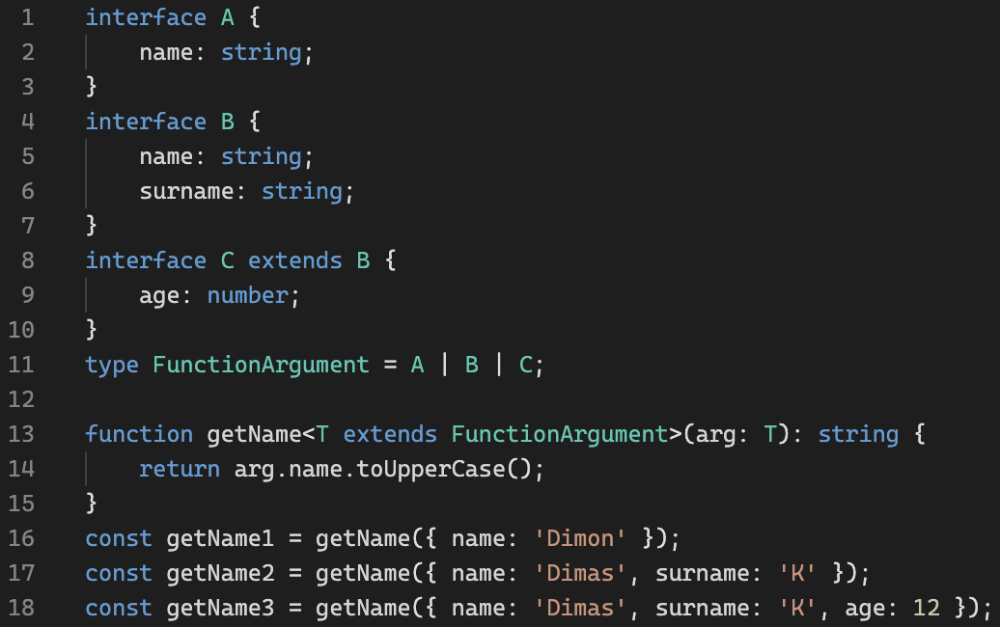 1 interface A {
2 name: string;
3 }
4 interface B {
5 name: string;
6 surname: string;
7 }
8 interface C extends B {
9 age: number;
10 }
11 type FunctionArgument = A | B | C;
12
13 function getName<T extends FunctionArgument>(arg: T): string {
14 return arg.name.toUpperCase();
15 }
16 const getName1 = getName({ name: 'Dimon' });
17 const getName2 = getName({ name: 'Dimas', surname: 'K' });
18 const getName3 = getName({ name: 'Dimas', surname: 'K', age: 12 });